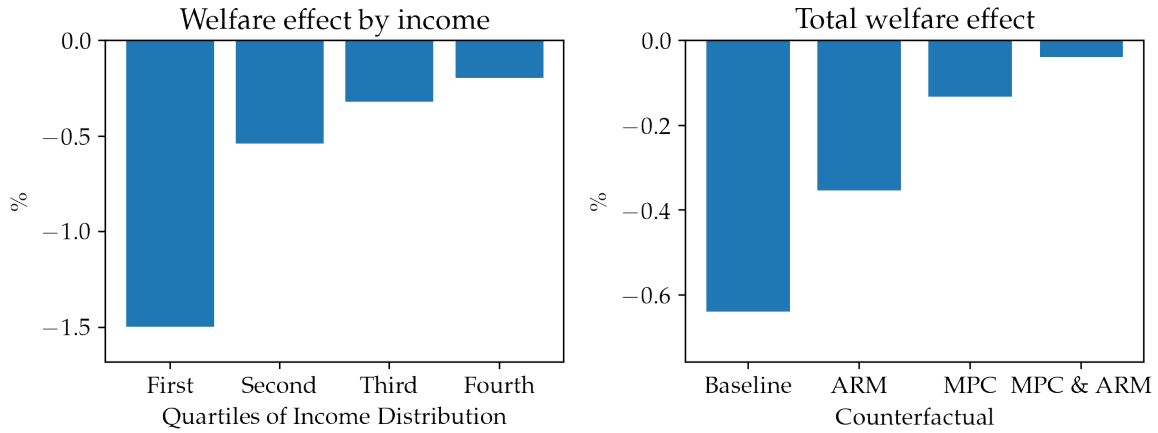 Welfare effect by income
0.0
−0.5
−1.0
−1.5
%
First Second Third Fourth
Quartiles of Income Distribution
Total welfare effect
0.0
−0.2
−0.4
−0.6
%
Baseline ARM MPC MPC & ARM
Counterfactual